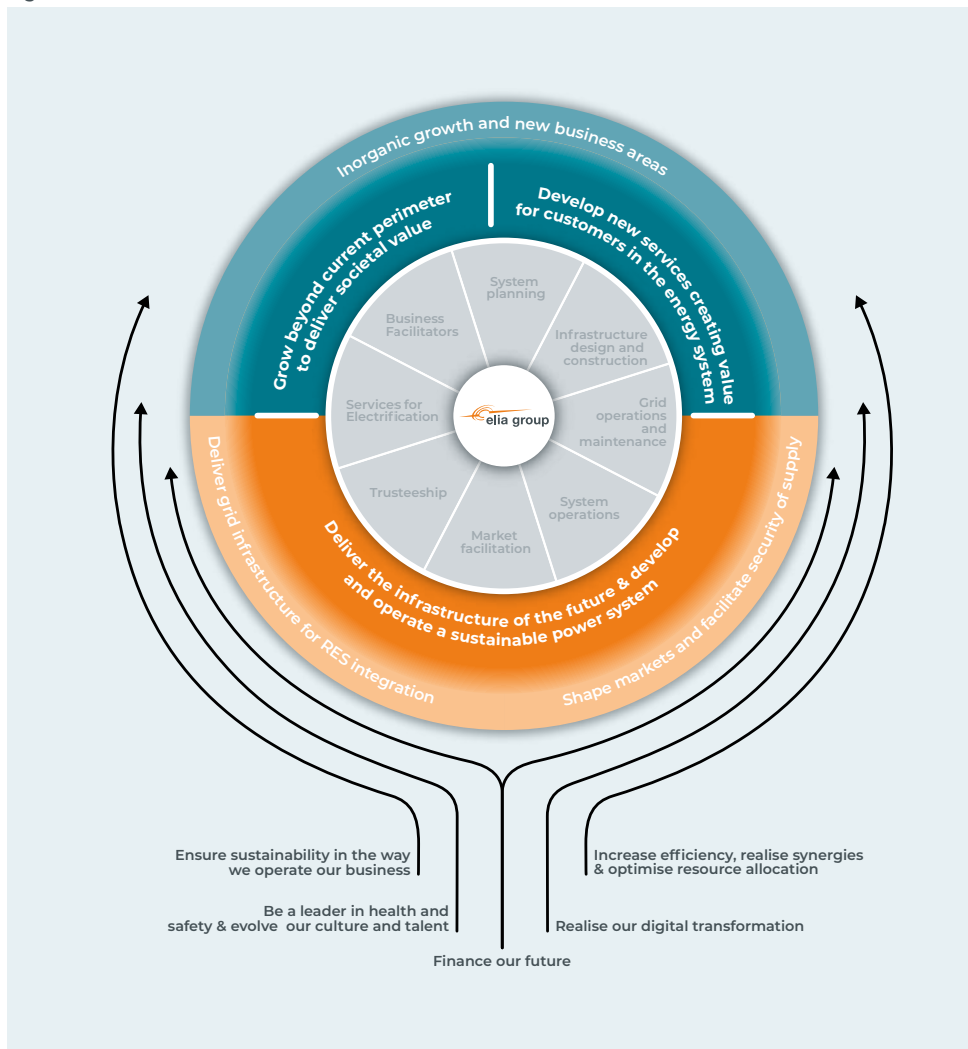 Inorganic growth and new business areas
Grow beyond current perimeter
to deliver societal value
Develop new services creating value
for customers in the energy system
System
planning
Business
Facilitators
Infrastructure
design and
construction
Services for
Electrification
Grid
operations
and
maintenance
elia group
Trusteeship
System
operations
Market
facilitation
Deliver the infrastructure of the future & develop
and operate a sustainable power system
Deliver grid infrastructure for RES integration
Shape markets and facilitate security of supply
Ensure sustainability in the way
we operate our business
Increase efficiency, realise synergies
& optimise resource allocation
Be a leader in health and
safety & evolve our culture and talent
Realise our digital transformation
Finance our future